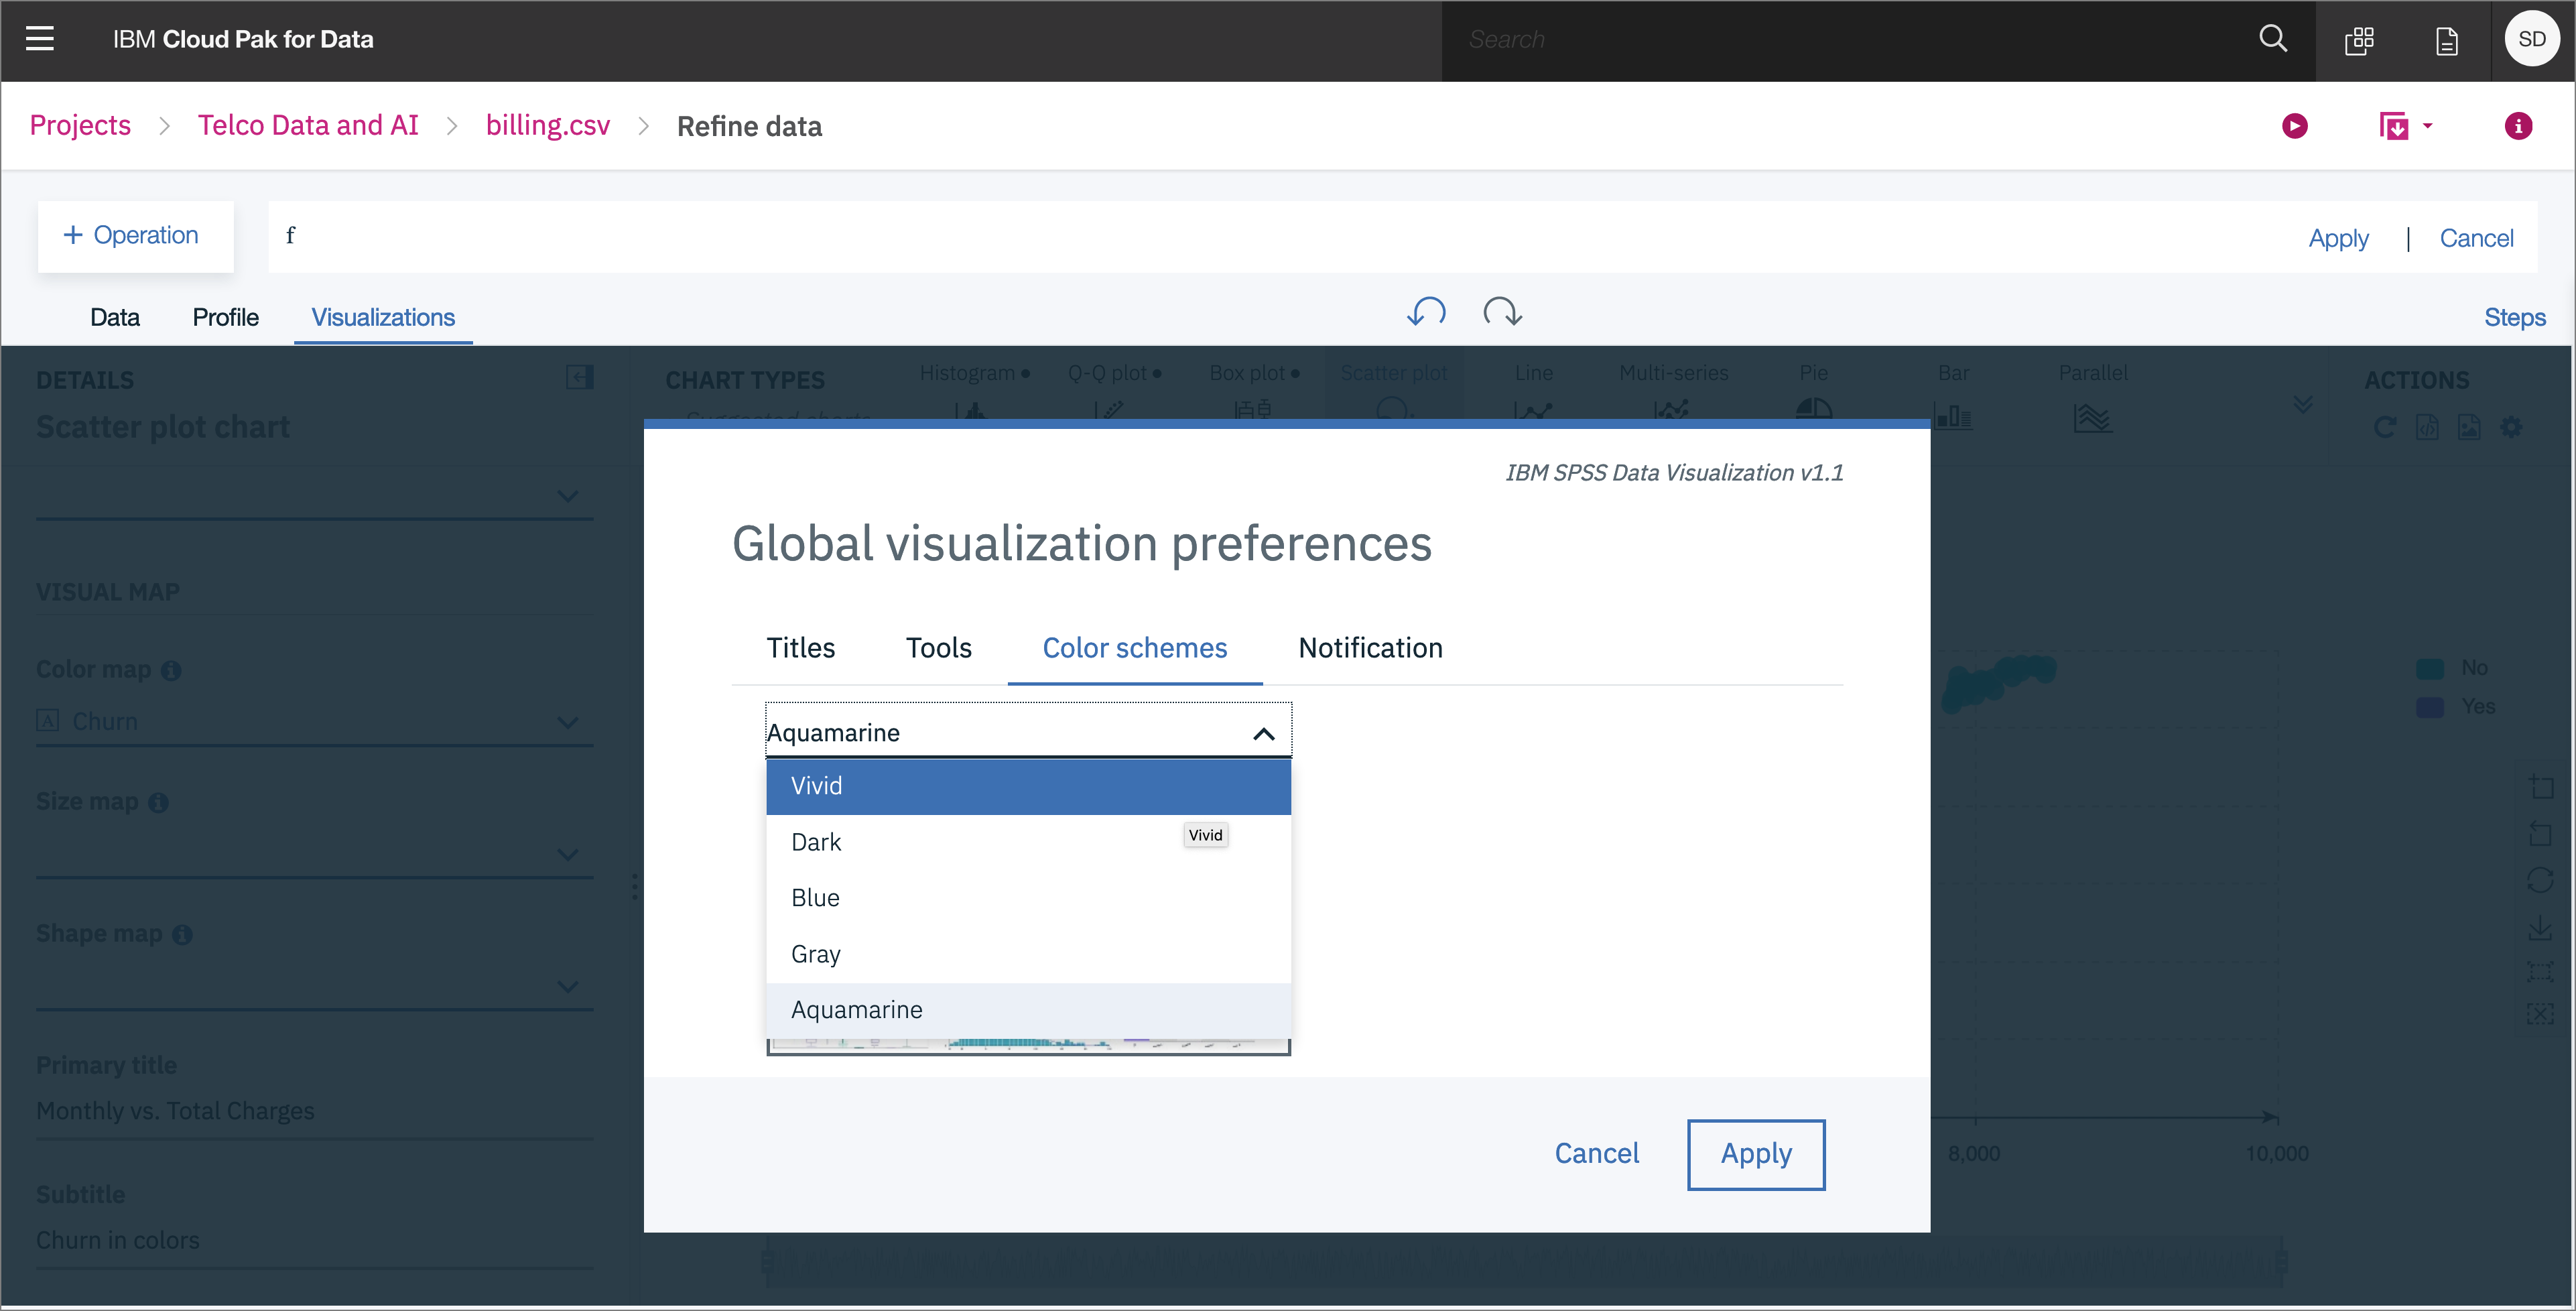 IBM Cloud Pak for Data
Search
SD
Projects > Telco Data and AI > billing.csv > Refine data
+ Operation
f
Apply | Cancel
Data Profile Visualizations
Steps
DETAILS
Scatter plot chart
CHART TYPES
Suggested charts
Histogram • Q-Q plot • Box plot • Scatter plot Line Multi-series Pie Bar Parallel
ACTIONS
VISUAL MAP
Color map
Churn
Size map
Shape map
Primary title
Monthly vs. Total Charges
Subtitle
Churn in colors
IBM SPSS Data Visualization v1.1
Global visualization preferences
Titles Tools Color schemes Notification
Aquamarine
Vivid
Vivid
Dark
Blue
Gray
Aquamarine
Cancel Apply
No
Yes
8,000 10,000